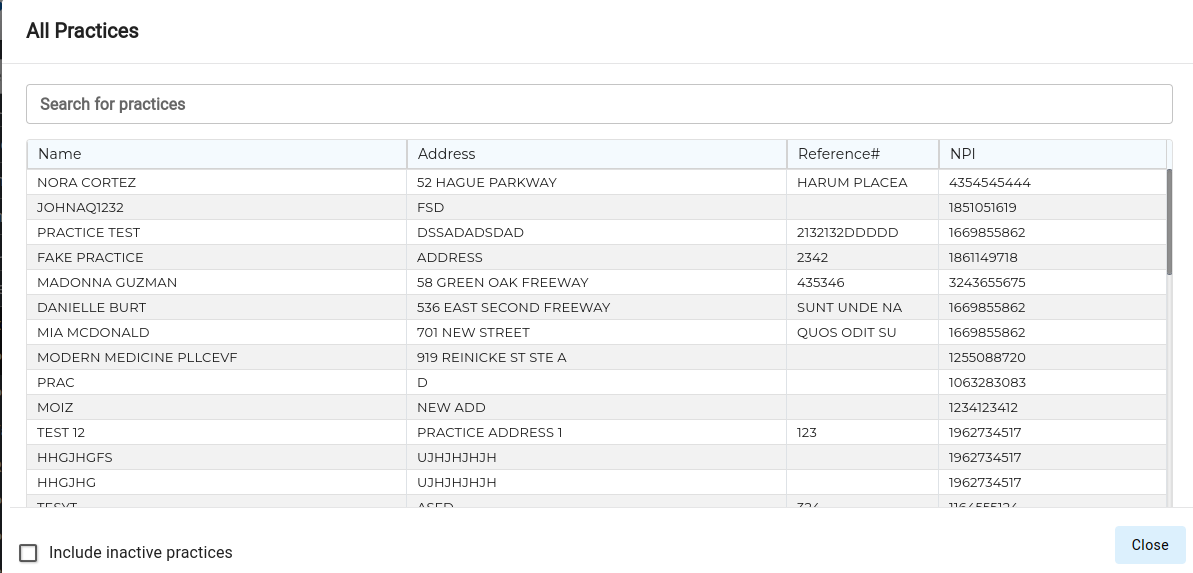 All Practices
Search for practices
Name Address Reference# NPI
NORA CORTEZ 52 HAGUE PARKWAY HARUM PLACEA 4354545444
JOHNAQ1232 FSD 1851051619
PRACTICE TEST DSSADADSDAD 2132132DDDDD 1669855862
FAKE PRACTICE ADDRESS 2342 1861149718
MADONNA GUZMAN 58 GREEN OAK FREEWAY 435346 3243655675
DANIELLE BURT 536 EAST SECOND FREEWAY SUNT UNDE NA 1669855862
MIA MCDONALD 701 NEW STREET QUOS ODIT SU 1669855862
MODERN MEDICINE PLLCEVF 919 REINICKE ST STE A 1255088720
PRAC D 1063283083
MOIZ NEW ADD 1234123412
TEST 12 PRACTICE ADDRESS 1 123 1962734517
HHGJHGFS UJHJHJHJH 1962734517
HHGJHG UJHJHJHJH 1962734517
Include inactive practices
Close